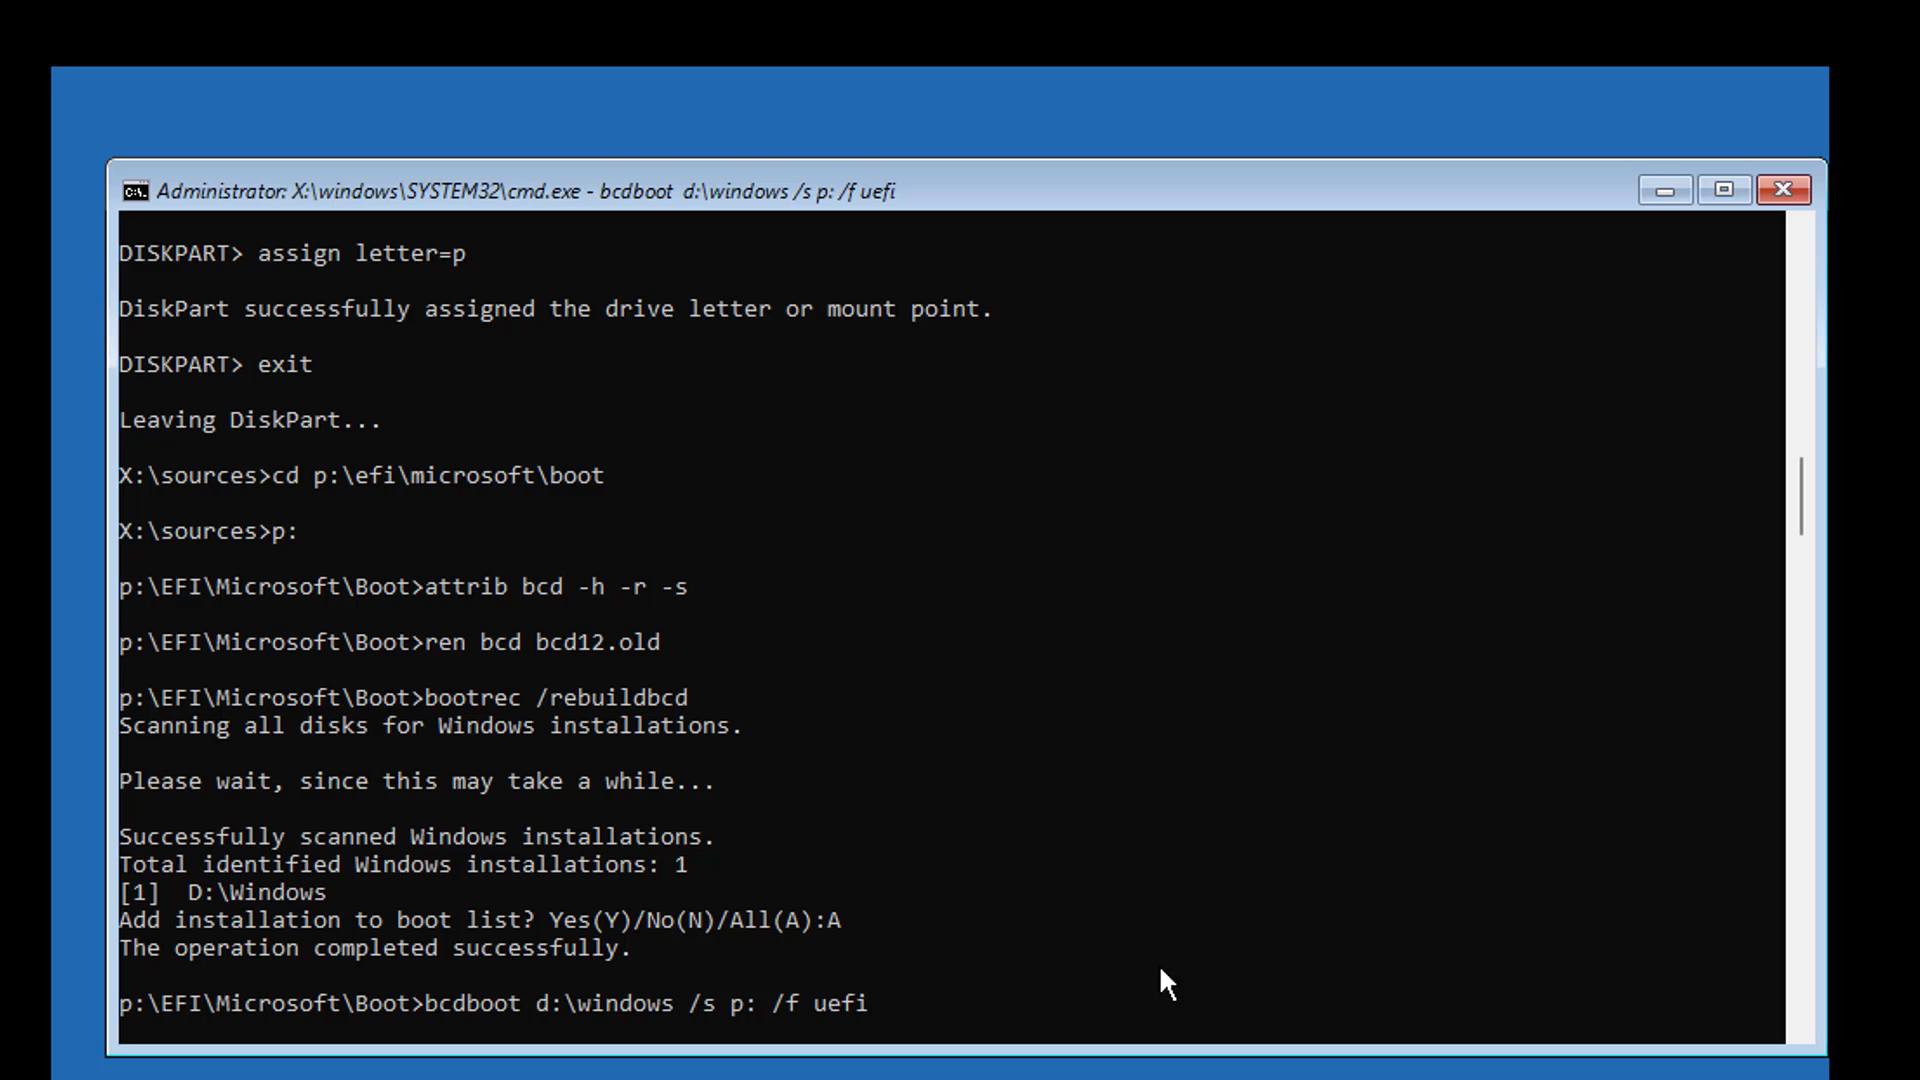 Administrator: X:\windows\SYSTEM32\cmd.exe - bcdboot  d:\windows /s p: /f uefi
DISKPART> assign letter=p
DiskPart successfully assigned the drive letter or mount point.
DISKPART> exit
Leaving DiskPart...
X:\sources>cd p:\efi\microsoft\boot
X:\sources>p:
p:\EFI\Microsoft\Boot>attrib bcd -h -r -s
p:\EFI\Microsoft\Boot>ren bcd bcd12.old
p:\EFI\Microsoft\Boot>bootrec /rebuildbcd
Scanning all disks for Windows installations.
Please wait, since this may take a while...
Successfully scanned Windows installations.
Total identified Windows installations: 1
[1]  D:\Windows
Add installation to boot list? Yes(Y)/No(N)/All(A):A
The operation completed successfully.
p:\EFI\Microsoft\Boot>bcdboot d:\windows /s p: /f uefi